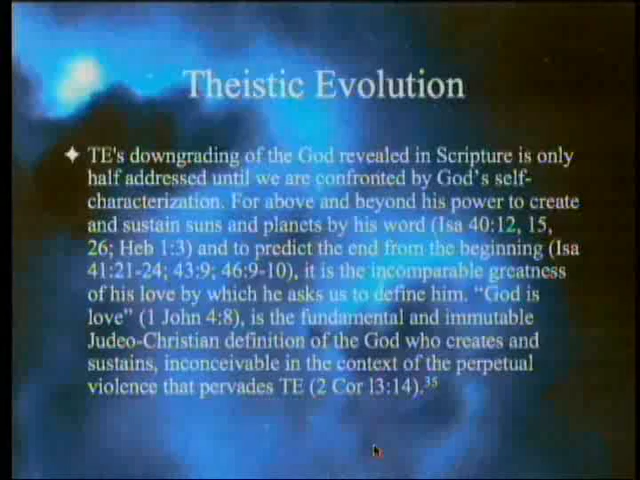 Theistic Evolution
TE's downgrading of the God revealed in Scripture is only
half addressed until we are confronted by God's self-
characterization. For above and beyond his power to create
and sustain suns and planets by his word (Isa 40:12, 15,
26; Heb 1:3) and to predict the end from the beginning (Isa
41:21-24; 43:9; 46:9-10), it is the incomparable greatness
of his love by which he asks us to define him. “God is
love” (1 John 4:8), is the fundamental and immutable
Judeo-Christian definition of the God who creates and
sustains, inconceivable in the context of the perpetual
violence that pervades TE (2 Cor l3:14).³⁵